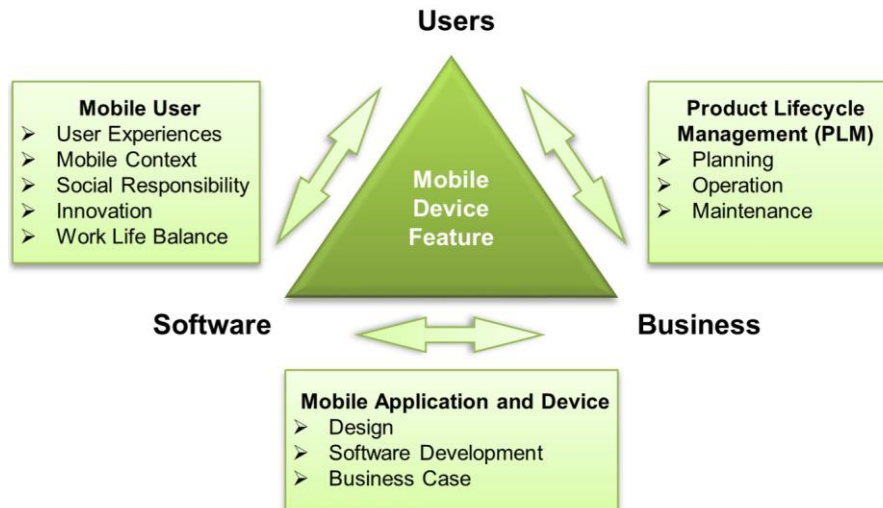 Users
Mobile User
➢ User Experiences
➢ Mobile Context
➢ Social Responsibility
➢ Innovation
➢ Work Life Balance
Mobile
Device
Feature
Product Lifecycle
Management (PLM)
➢ Planning
➢ Operation
➢ Maintenance
Software
Business
Mobile Application and Device
➢ Design
➢ Software Development
➢ Business Case